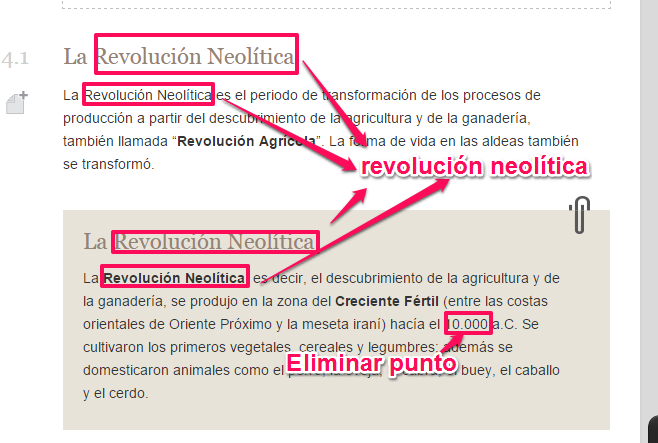 4.1
La Revolución Neolítica
La Revolución Neolítica es el periodo de transformación de los procesos de
producción a partir del descubrimiento de la agricultura y de la ganadería,
también llamada “Revolución Agrícola”. La forma de vida en las aldeas también
se transformó.
revolución neolítica
La Revolución Neolítica
La Revolución Neolítica, es decir, el descubrimiento de la agricultura y de
la ganadería, se produjo en la zona del Creciente Fértil (entre las costas
orientales de Oriente Próximo y la meseta iraní) hacía el 10.000 a.C. Se
cultivaron los primeros vegetales, cereales y legumbres; además se
Eliminar punto
domesticaron animales como el el buey, el caballo
y el cerdo.